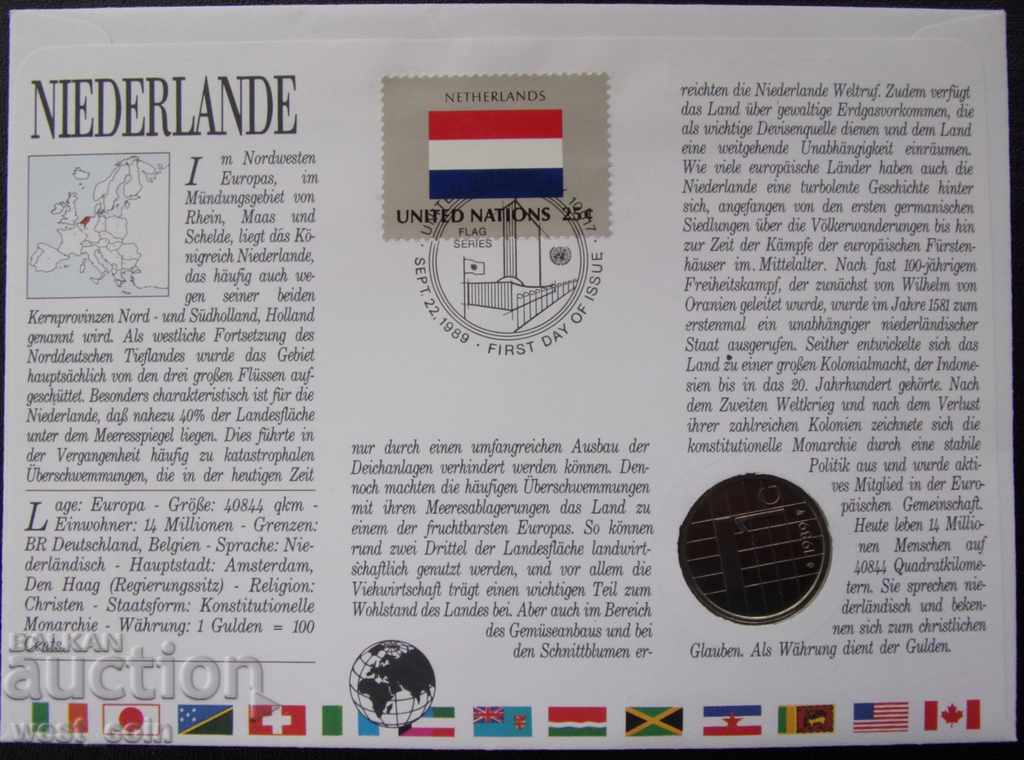 NIEDERLANDE
Im Nordwesten
Europas, im
Mündungsgebiet von
Rhein, Maas und
Schelde, liegt das Kö-
nigreich Niederlande,
das häufig auch we-
gen seiner beiden
Kernprovinzen Nord - und Südholland, Holland
genannt wird. Als westliche Fortsetzung des
Norddeutschen Tieflandes wurde das Gebiet
hauptsächlich von den drei großen Flüssen auf-
geschüttet. Besonders charakteristisch ist für die
Niederlande, daß nahezu 40% der Landesfläche
unter dem Meeresspiegel liegen. Dies führte in
der Vergangenheit häufig zu katastrophalen
Überschwemmungen, die in der heutigen Zeit
Lage: Europa - Größe: 40844 qkm -
Einwohner: 14 Millionen - Grenzen:
BR Deutschland, Belgien - Sprache: Nie-
derländisch - Hauptstadt: Amsterdam,
Den Haag (Regierungssitz) - Religion:
Christen - Staatsform: Konstitutionelle
Monarchie - Währung: 1 Gulden = 100
Cents.
NETHERLANDS
UNITED NATIONS 25¢
FLAG
SERIES
SEPT. 22, 1989 · FIRST DAY OF ISSUE
nur durch einen umfangreichen Ausbau der
Deichanlagen verhindert werden können. Den-
noch machten die häufigen Überschwemmungen
mit ihren Meeresablagerungen das Land zu
einem der fruchtbarsten Europas. So können
rund zwei Drittel der Landesfläche landwirt-
schaftlich genutzt werden, und vor allem die
Viehwirtschaft trägt einen wichtigen Teil zum
Wohlstand des Landes bei. Aber auch im Bereich
des Gemüseanbaus und bei
den Schnittblumen er-
reichten die Niederlande Weltruf. Zudem verfügt
das Land über gewaltige Erdgasvorkommen, die
als wichtige Devisenquelle dienen und dem Land
eine weitgehende Unabhängigkeit einräumen.
Wie viele europäische Länder haben auch die
Niederlande eine turbolente Geschichte hinter
sich, angefangen von den ersten germanischen
Siedlungen über die Völkerwanderungen bis hin
zur Zeit der Kämpfe der europäischen Fürsten-
häuser im. Mittelalter. Nach fast 100-jährigem
Freiheitskampf, der zunächst von Wilhelm von
Oranien geleitet wurde, wurde im Jahre 1581 zum
erstenmal ein unabhängiger niederländischer
Staat ausgerufen. Seither entwickelte sich das
Land zu einer großen Kolonialmacht, der Indone-
sien bis in das 20. Jahrhundert gehörte. Nach
dem Zweiten Weltkrieg und nach dem Verlust
ihrer zahlreichen Kolonien zeichnete sich die
konstitutionelle Monarchie durch eine stabile
Politik aus und wurde akti-
ves Mitglied in der Euro-
päischen Gemeinschaft.
Heute leben 14 Millio-
nen Menschen auf
40844 Quadratkilome-
tern. Sie sprechen nie-
derländisch und beken-
nen sich zum christlichen
Glauben. Als Währung dient der Gulden.
1 G
1989
BALKAN
auction
west_coin